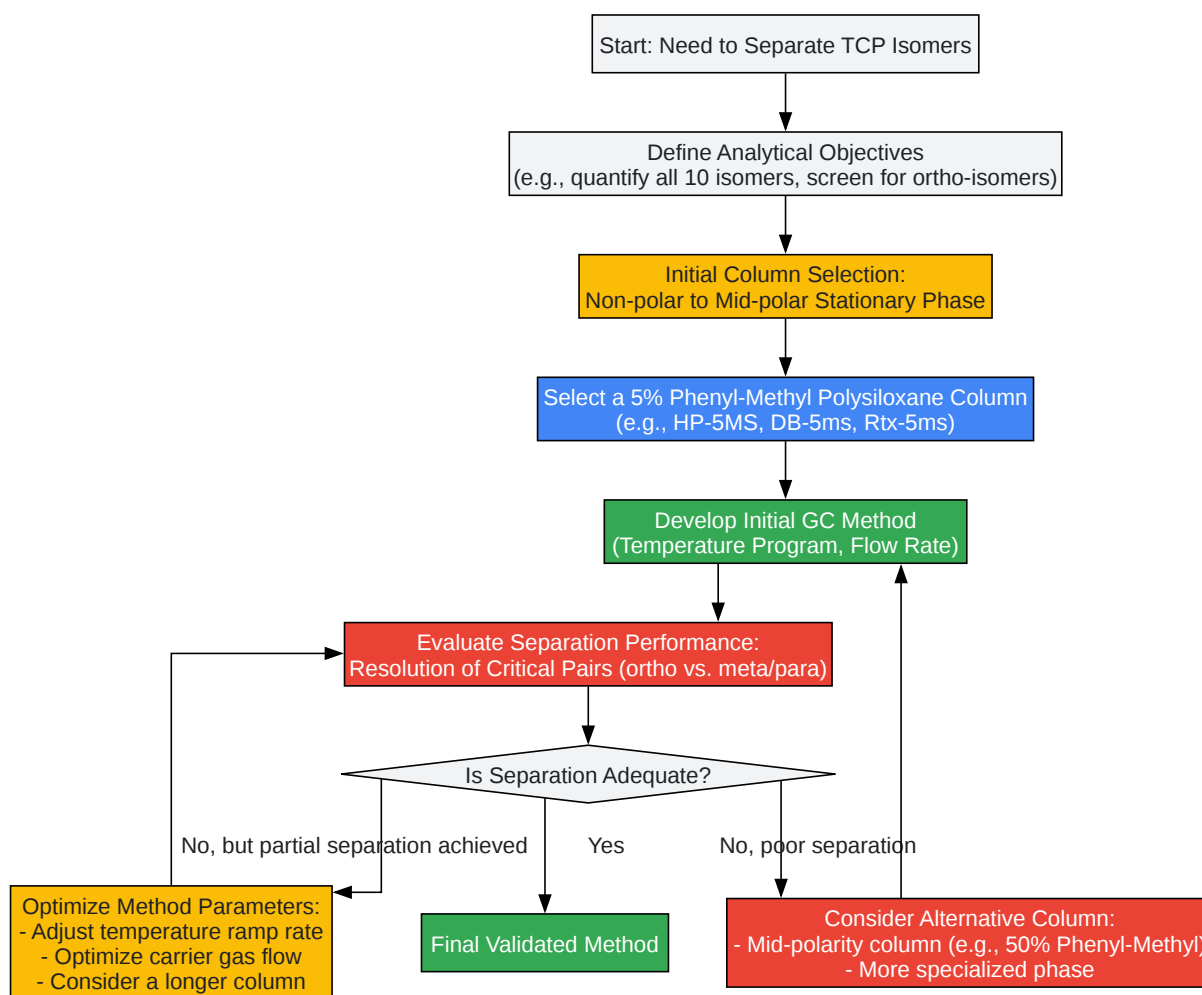 Start: Need to Separate TCP Isomers
Define Analytical Objectives
(e.g., quantify all 10 isomers, screen for ortho-isomers)
Initial Column Selection:
Non-polar to Mid-polar Stationary Phase
Select a 5% Phenyl-Methyl Polysiloxane Column
(e.g., HP-5MS, DB-5ms, Rtx-5ms)
Develop Initial GC Method
(Temperature Program, Flow Rate)
Evaluate Separation Performance:
Resolution of Critical Pairs (ortho vs. meta/para)
Is Separation Adequate?
No, but partial separation achieved
Yes
No, poor separation
Optimize Method Parameters:
- Adjust temperature ramp rate
- Optimize carrier gas flow
- Consider a longer column
Final Validated Method
Consider Alternative Column:
- Mid-polarity column (e.g., 50% Phenyl-Methyl)
- More specialized phase